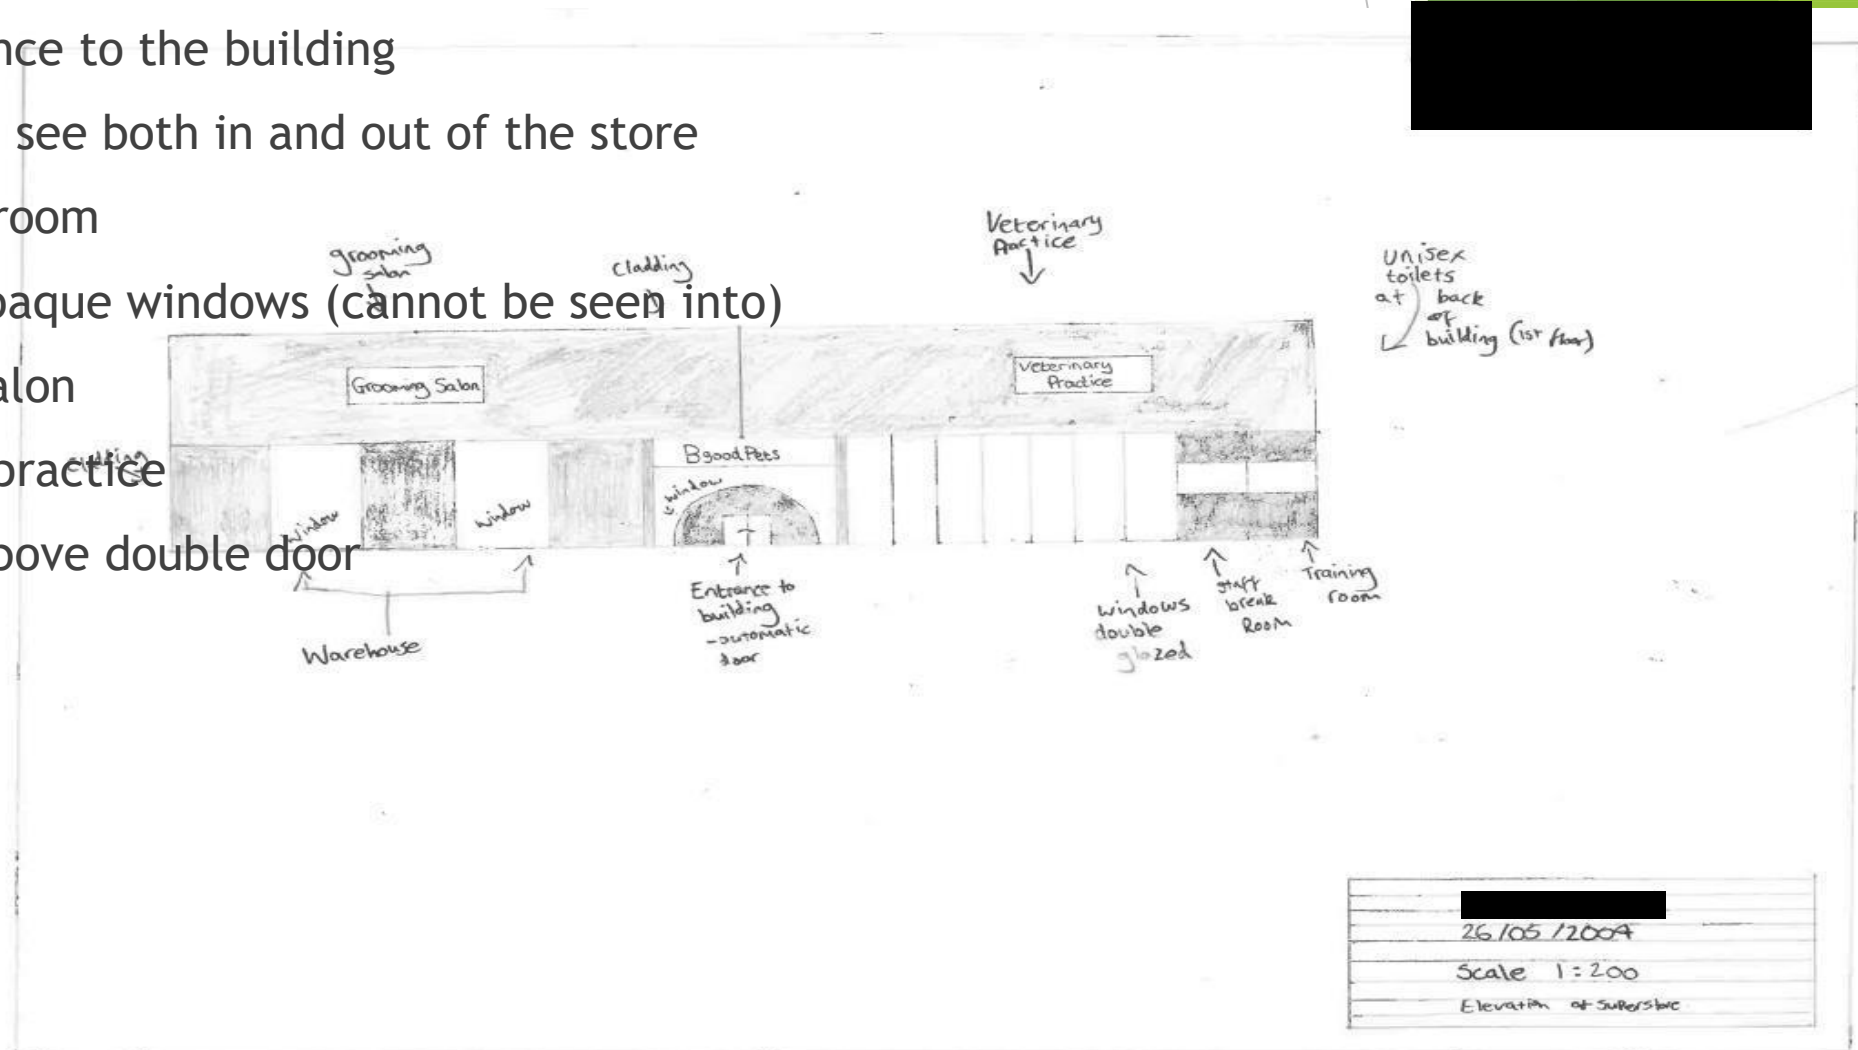 nce to the building
see both in and out of the store
room
paque windows (cannot be seen into)
alon
practice
bove double door
grooming
salon
cladding
Veterinary
Practice
unisex
toilets
at back
of
building (1st floor)
Grooming Salon
Veterinary
Practice
cladding
BgoodPets
window
window
window
Warehouse
Entrance to
building
-automatic
door
windows
double
glazed
staff
break
Room
Training
room
26/05/2009
Scale 1:200
Elevation of Superstore